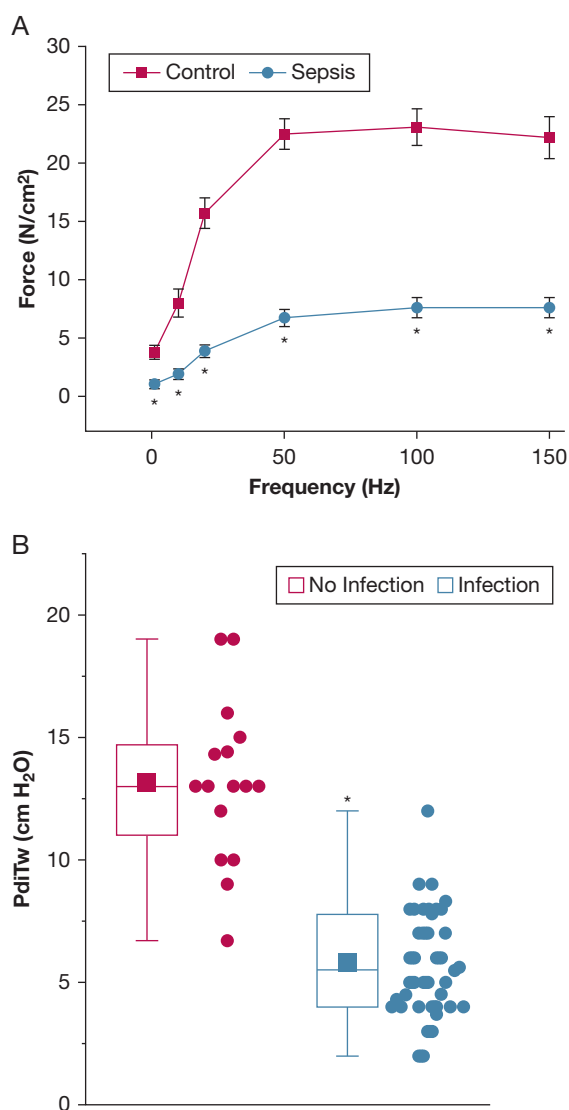 A
30
Control Sepsis
25
20
15
10
5
0
Force (N/cm²)
* * * * * *
0 50 100 150
Frequency (Hz)
B
No Infection Infection
20
15
10
5
0
PdiTw (cm H₂O)
*